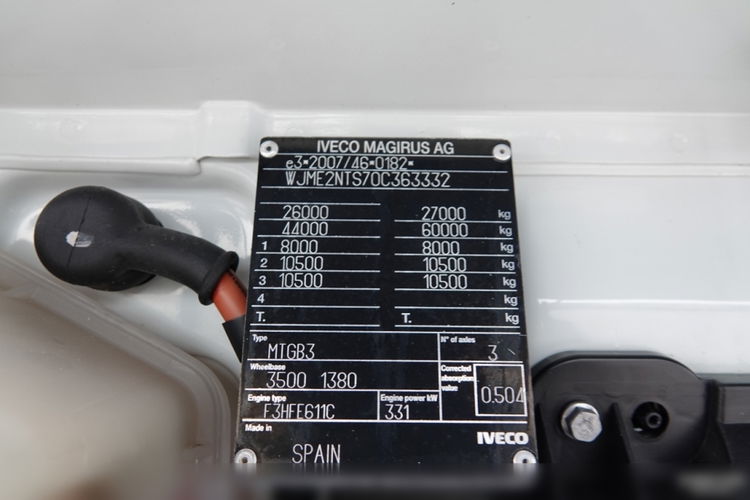 IVECO MAGIRUS AG
e3*2007/46*0182*
WJME2NTS70C363332
26000 27000 kg
44000 60000 kg
1 8000 8000 kg
2 10500 10500 kg
3 10500 10500 kg
4 kg
T. T. kg
Type N° of axles
MTGB3 3
Wheelbase Corrected absorption value
3500 1380 0.504
Engine type Engine power kW
F3HFE611C 331
Made in IVECO
SPAIN